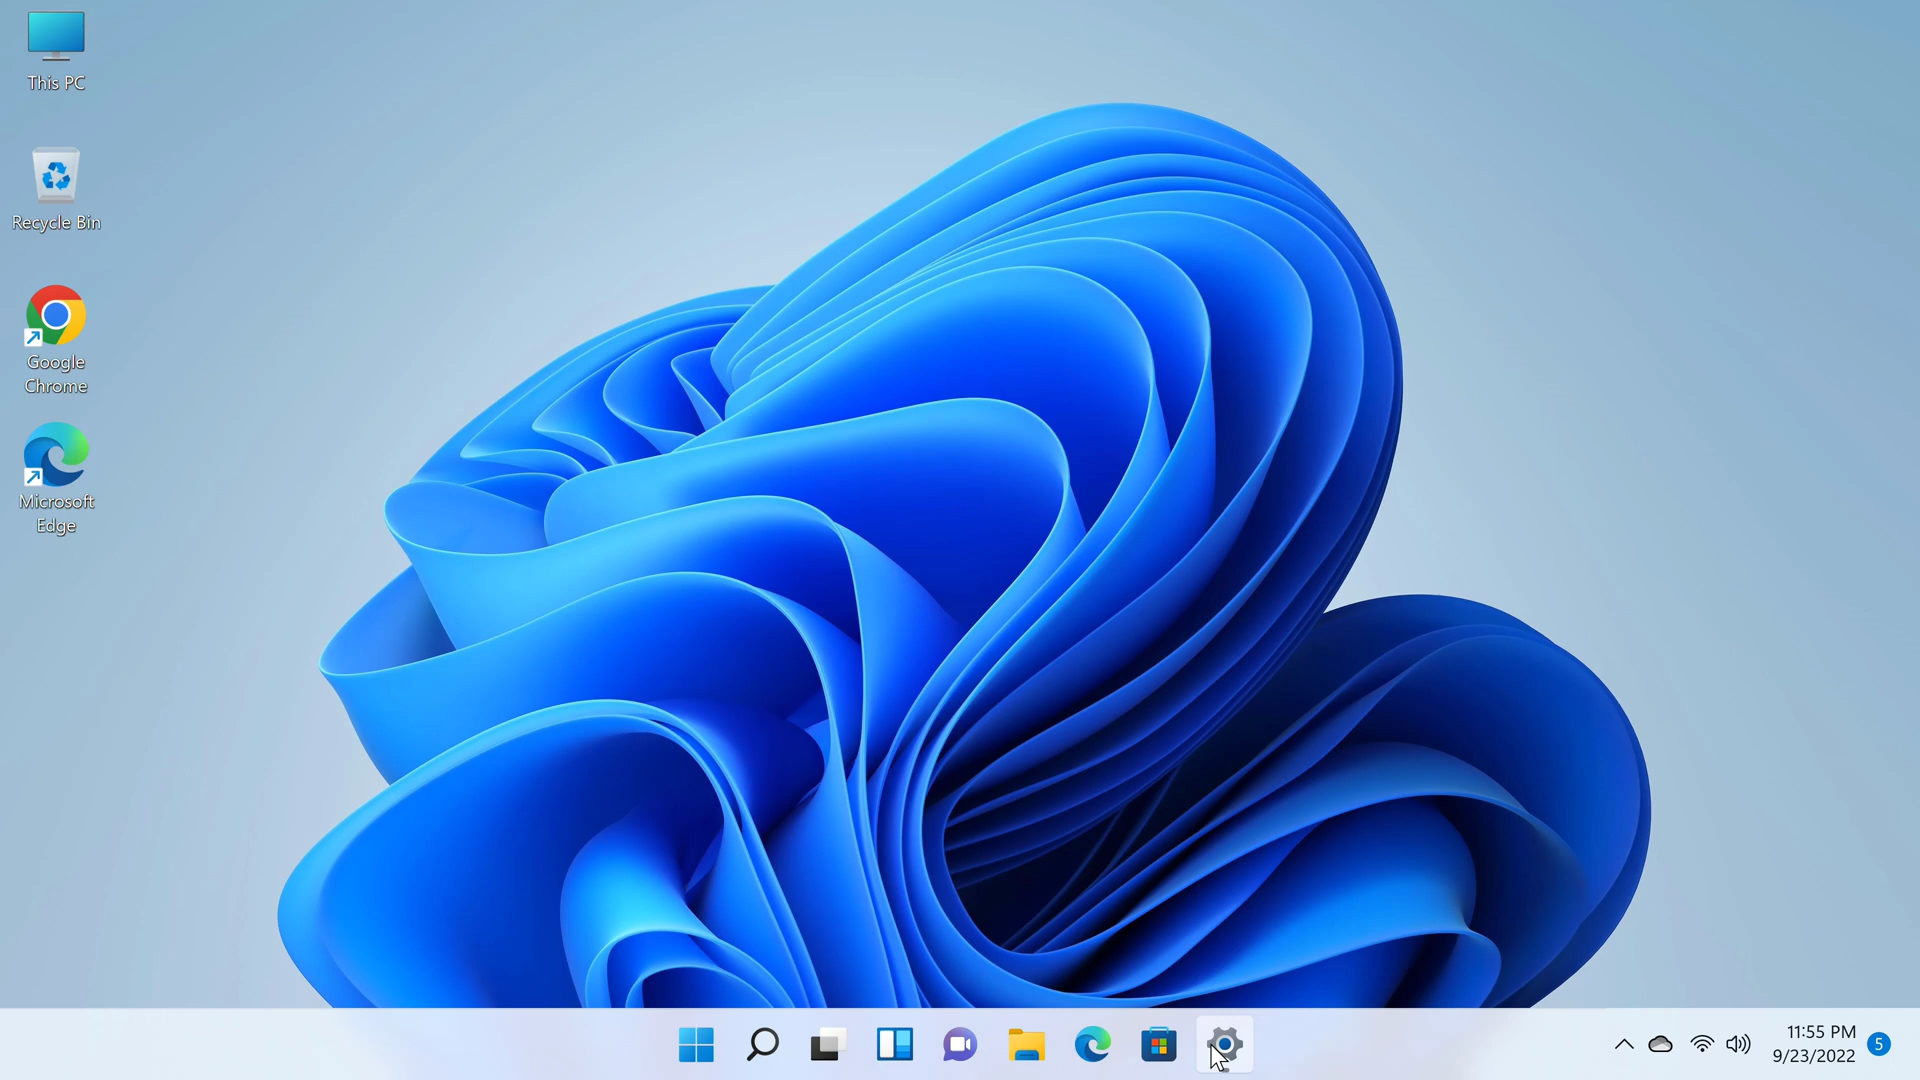 This PC
Recycle Bin
Google
Chrome
Microsoft
Edge
11:55 PM
9/23/2022
5